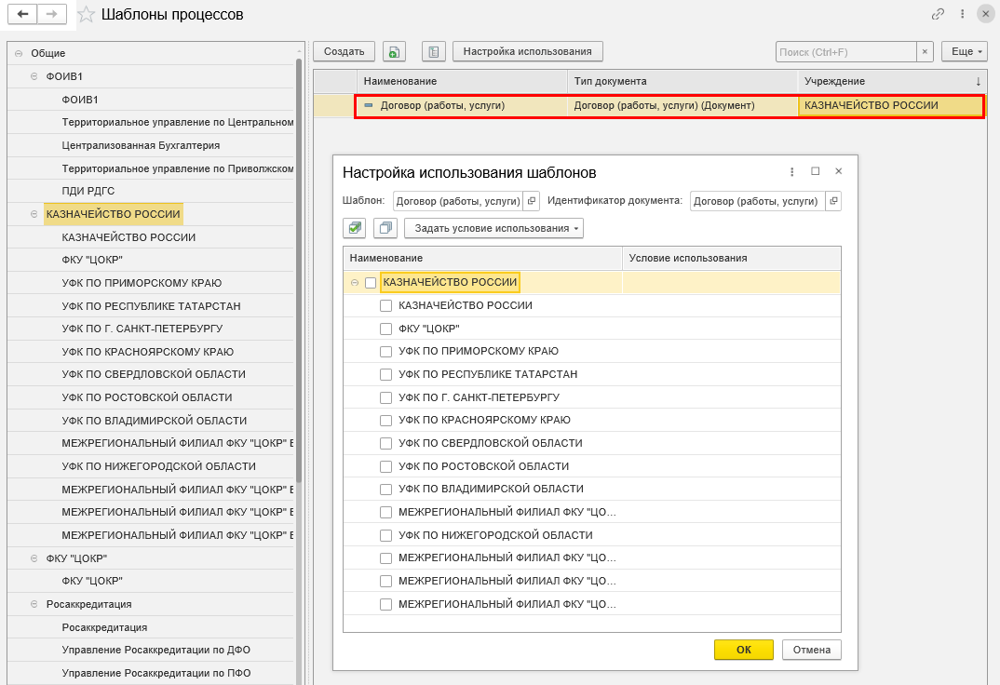 Шаблоны процессов
Общие
ФОИВ1
ФОИВ1
Территориальное управление по Центральном
Централизованная Бухгалтерия
Территориальное управление по Приволжском
ПДИ РДГС
КАЗНАЧЕЙСТВО РОССИИ
КАЗНАЧЕЙСТВО РОССИИ
ФКУ "ЦОКР"
УФК ПО ПРИМОРСКОМУ КРАЮ
УФК ПО РЕСПУБЛИКЕ ТАТАРСТАН
УФК ПО Г. САНКТ-ПЕТЕРБУРГУ
УФК ПО КРАСНОЯРСКОМУ КРАЮ
УФК ПО СВЕРДЛОВСКОЙ ОБЛАСТИ
УФК ПО РОСТОВСКОЙ ОБЛАСТИ
УФК ПО ВЛАДИМИРСКОЙ ОБЛАСТИ
МЕЖРЕГИОНАЛЬНЫЙ ФИЛИАЛ ФКУ "ЦОКР" В
УФК ПО НИЖЕГОРОДСКОЙ ОБЛАСТИ
МЕЖРЕГИОНАЛЬНЫЙ ФИЛИАЛ ФКУ "ЦОКР" В
МЕЖРЕГИОНАЛЬНЫЙ ФИЛИАЛ ФКУ "ЦОКР" В
МЕЖРЕГИОНАЛЬНЫЙ ФИЛИАЛ ФКУ "ЦОКР" В
ФКУ "ЦОКР"
ФКУ "ЦОКР"
Росаккредитация
Росаккредитация
Управление Росаккредитации по ДФО
Управление Росаккредитации по ПФО
Создать Настройка использования Поиск (Ctrl+F) × Еще
Наименование Тип документа Учреждение ↓
Договор (работы, услуги) Договор (работы, услуги) (Документ) КАЗНАЧЕЙСТВО РОССИИ
Настройка использования шаблонов
Шаблон: Договор (работы, услуги) Идентификатор документа: Договор (работы, услуги)
Задать условие использования
Наименование Условие использования
КАЗНАЧЕЙСТВО РОССИИ
КАЗНАЧЕЙСТВО РОССИИ
ФКУ "ЦОКР"
УФК ПО ПРИМОРСКОМУ КРАЮ
УФК ПО РЕСПУБЛИКЕ ТАТАРСТАН
УФК ПО Г. САНКТ-ПЕТЕРБУРГУ
УФК ПО КРАСНОЯРСКОМУ КРАЮ
УФК ПО СВЕРДЛОВСКОЙ ОБЛАСТИ
УФК ПО РОСТОВСКОЙ ОБЛАСТИ
УФК ПО ВЛАДИМИРСКОЙ ОБЛАСТИ
МЕЖРЕГИОНАЛЬНЫЙ ФИЛИАЛ ФКУ "ЦО...
УФК ПО НИЖЕГОРОДСКОЙ ОБЛАСТИ
МЕЖРЕГИОНАЛЬНЫЙ ФИЛИАЛ ФКУ "ЦО...
МЕЖРЕГИОНАЛЬНЫЙ ФИЛИАЛ ФКУ "ЦО...
МЕЖРЕГИОНАЛЬНЫЙ ФИЛИАЛ ФКУ "ЦО...
ОК Отмена